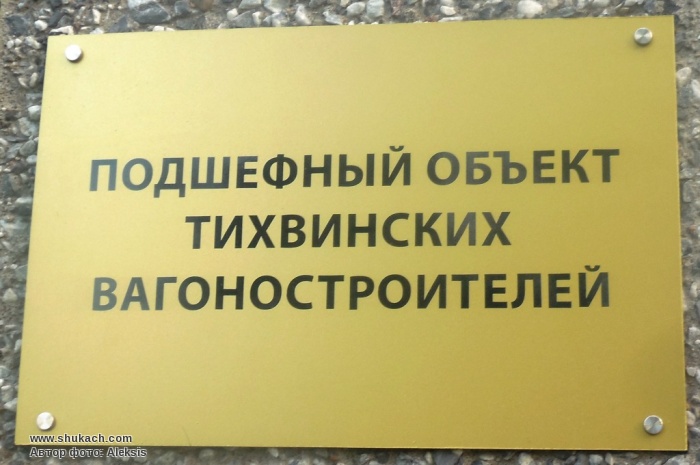 ПОДШЕФНЫЙ ОБЪЕКТ
ТИХВИНСКИХ
ВАГОНОСТРОИТЕЛЕЙ
www.shukach.com
Автор фото: Aleksis